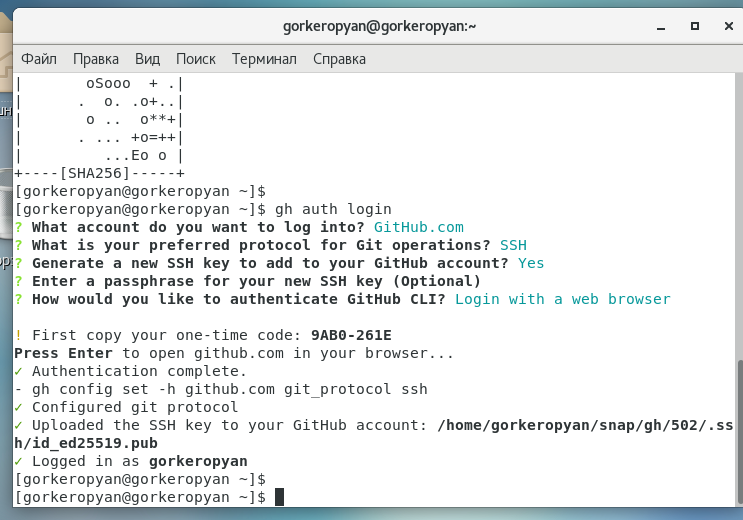 gorkeropyan@gorkeropyan:~
Файл Правка Вид Поиск Терминал Справка
|       oSooo  + .|
|      .  o. .o+..|
|       o ..  o**+|
|      . ... +o=++|
|         ...Eo o |
+----[SHA256]-----+
[gorkeropyan@gorkeropyan ~]$
[gorkeropyan@gorkeropyan ~]$ gh auth login
? What account do you want to log into? GitHub.com
? What is your preferred protocol for Git operations? SSH
? Generate a new SSH key to add to your GitHub account? Yes
? Enter a passphrase for your new SSH key (Optional)
? How would you like to authenticate GitHub CLI? Login with a web browser
! First copy your one-time code: 9AB0-261E
Press Enter to open github.com in your browser...
✓ Authentication complete.
- gh config set -h github.com git_protocol ssh
✓ Configured git protocol
✓ Uploaded the SSH key to your GitHub account: /home/gorkeropyan/snap/gh/502/.ss
h/id_ed25519.pub
✓ Logged in as gorkeropyan
[gorkeropyan@gorkeropyan ~]$
[gorkeropyan@gorkeropyan ~]$